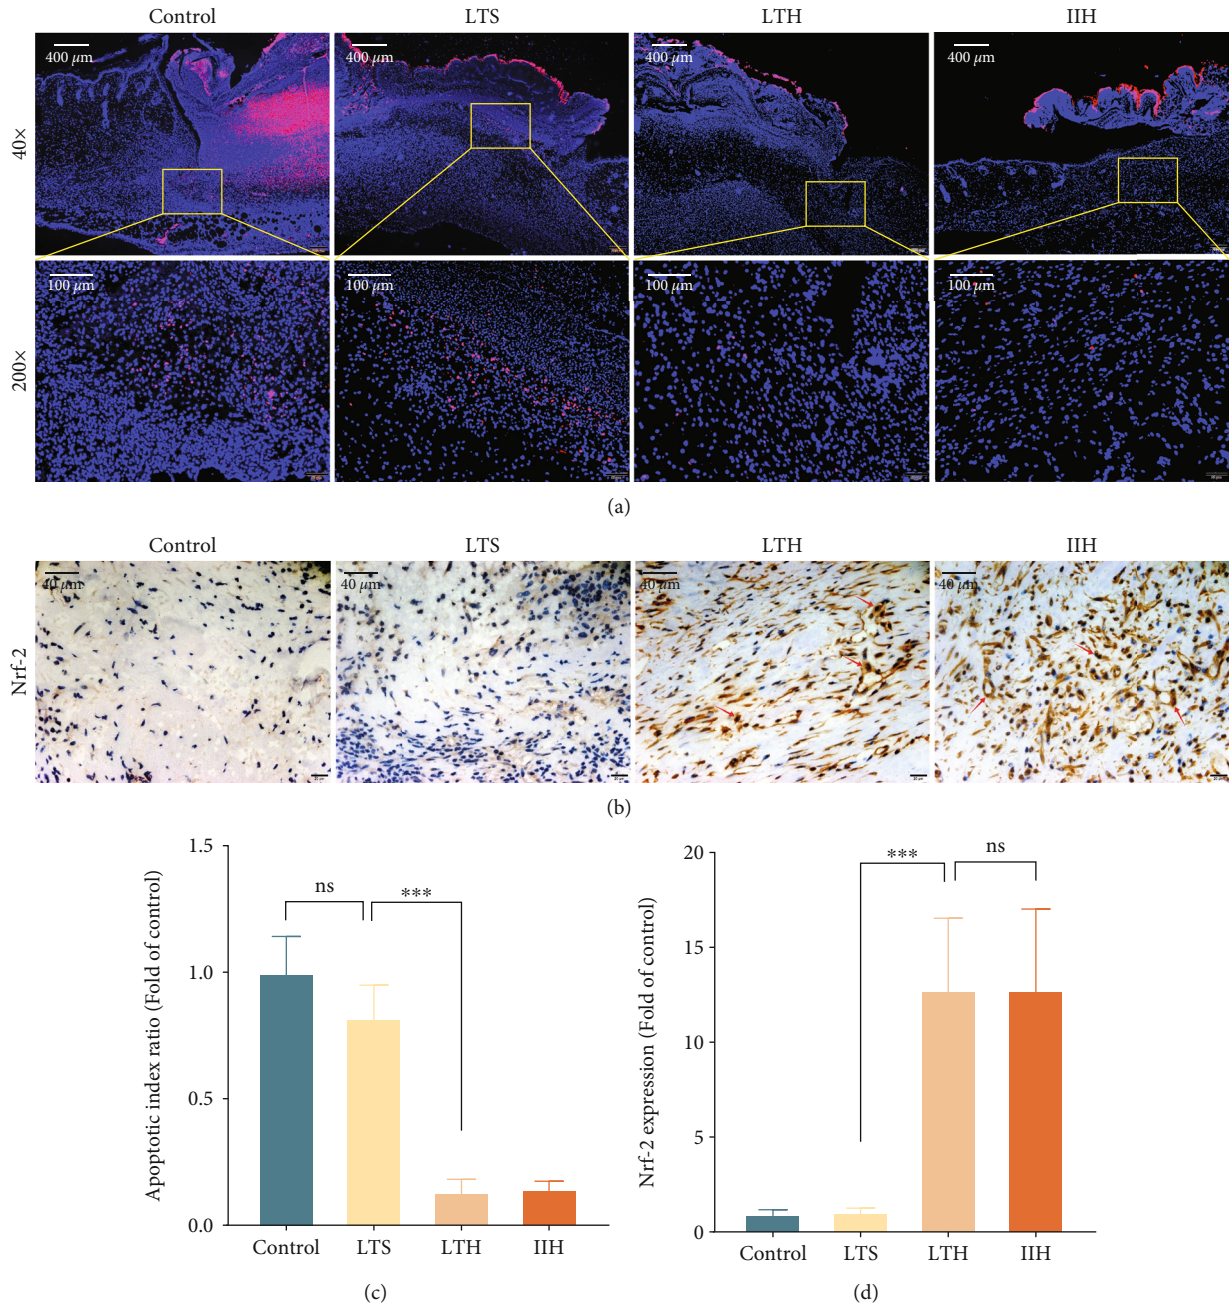 Control LTS LTH IIH
400 µm 400 µm 400 µm 400 µm
40×
100 µm 100 µm 100 µm 100 µm
200×
(a)
Control LTS LTH IIH
40 µm 40 µm 40 µm 40 µm
Nrf-2
(b)
Apoptotic index ratio (Fold of control)
1.5
1.0
0.5
0.0
ns
***
Control LTS LTH IIH
(c)
Nrf-2 expression (Fold of control)
20
15
10
5
0
***
ns
Control LTS LTH IIH
(d)